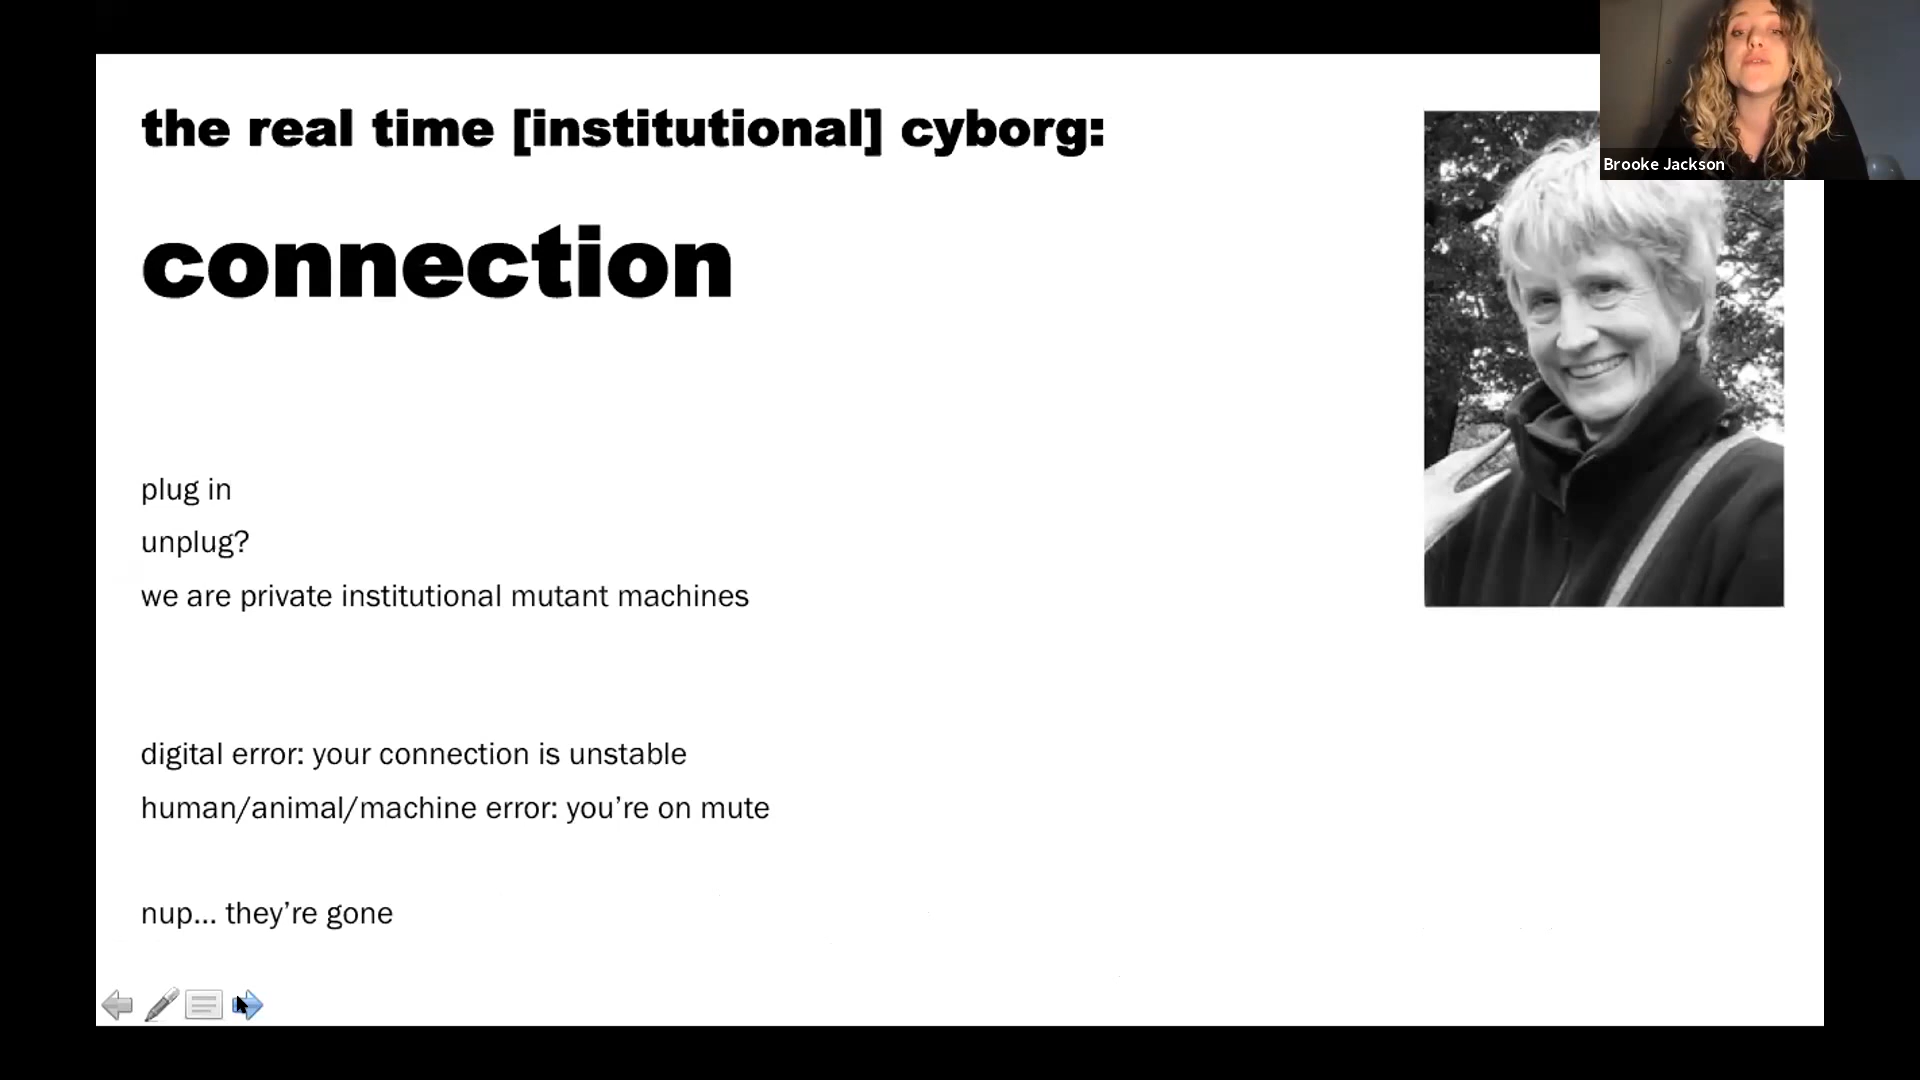 the real time [institutional] cyborg:
connection
plug in
unplug?
we are private institutional mutant machines
digital error: your connection is unstable
human/animal/machine error: you’re on mute
nup... they’re gone
Brooke Jackson